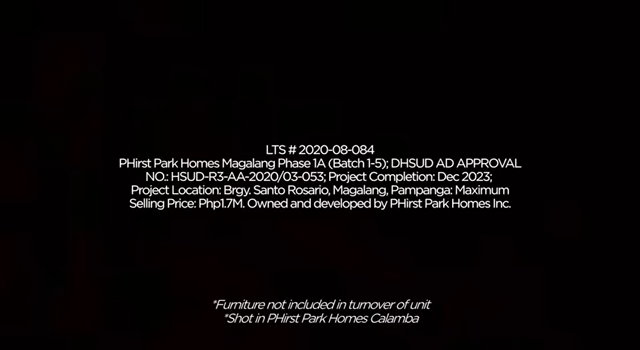 LTS # 2020-08-084
PHirst Park Homes Magalang Phase 1A (Batch 1-5); DHSUD AD APPROVAL
NO.: HSUD-R3-AA-2020/03-053; Project Completion: Dec 2023;
Project Location: Brgy. Santo Rosario, Magalang, Pampanga: Maximum
Selling Price: Php1.7M. Owned and developed by PHirst Park Homes Inc.
*Furniture not included in turnover of unit
*Shot in PHirst Park Homes Calamba